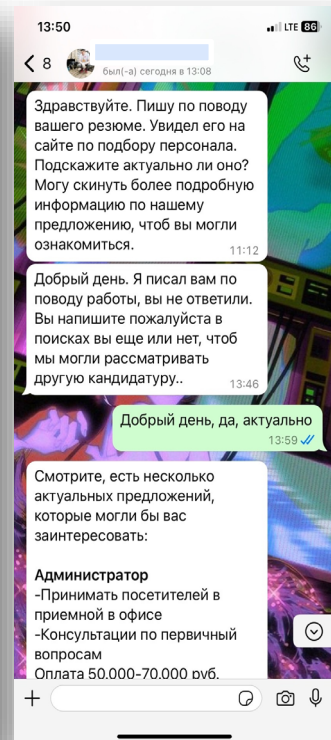 13:50
LTE 86
8
был(-а) сегодня в 13:08
Здравствуйте. Пишу по поводу
вашего резюме. Увидел его на
сайте по подбору персонала.
Подскажите актуально ли оно?
Могу скинуть более подробную
информацию по нашему
предложению, чтоб вы могли
ознакомиться.
11:12
Добрый день. Я писал вам по
поводу работы, вы не ответили.
Вы напишите пожалуйста в
поисках вы еще или нет, чтоб
мы могли рассматривать
другую кандидатуру..
13:46
Добрый день, да, актуально
13:59
Смотрите, есть несколько
актуальных предложений,
которые могли бы вас
заинтересовать:
Администратор
-Принимать посетителей в
приемной в офисе
-Консультации по первичный
вопросам
Оплата 50.000-70.000 руб.